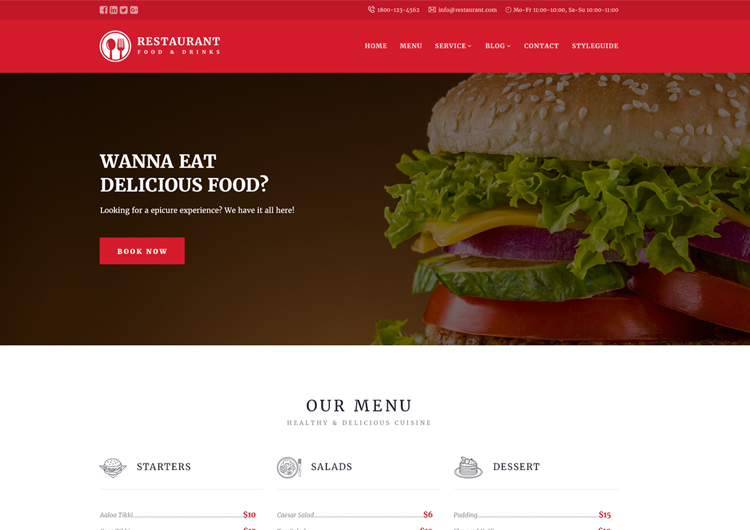 1800-123-4562 info@restaurant.com Mo-Fr 11:00-10:00, Sa-Su 10:00-11:00
RESTAURANT
FOOD & DRINKS
HOME MENU SERVICE BLOG CONTACT STYLEGUIDE
WANNA EAT
DELICIOUS FOOD?
Looking for a epicure experience? We have it all here!
BOOK NOW
OUR MENU
HEALTHY & DELICIOUS CUISINE
STARTERS SALADS DESSERT
Aaloo Tikki $10 Caesar Salad $6 Pudding $15